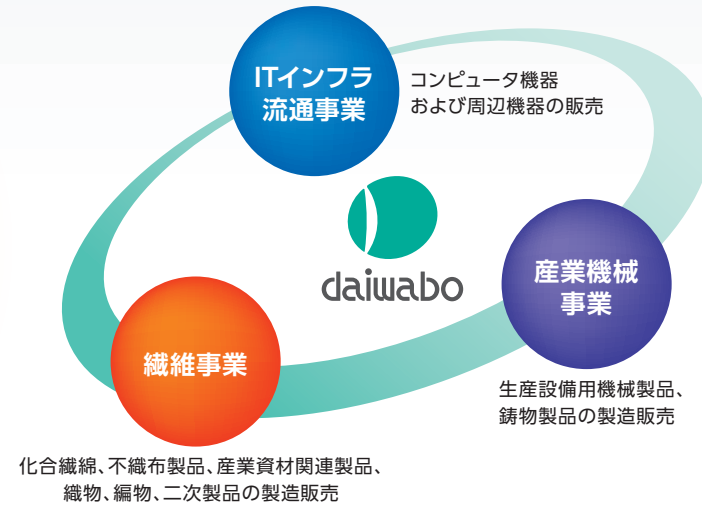 ITインフラ
流通事業
コンピュータ機器
および周辺機器の販売
daiwabo
産業機械
事業
生産設備用機械製品、
鋳物製品の製造販売
繊維事業
化合繊綿、不織布製品、産業資材関連製品、
織物、編物、二次製品の製造販売